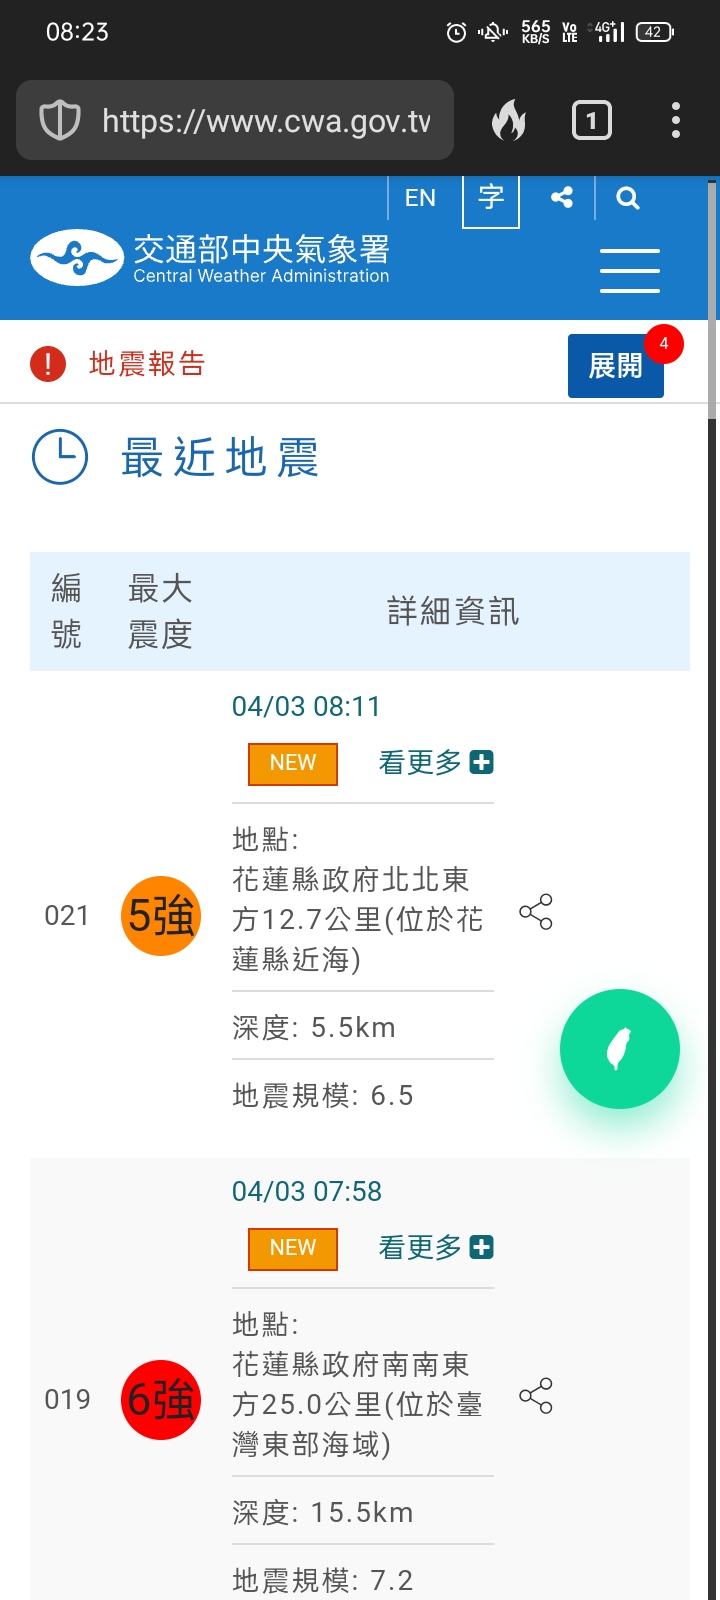 08:23
565
KB/S
Vo
LTE
4G+
42
https://www.cwa.gov.tw
1
EN
字
交通部中央氣象署
Central Weather Administration
地震報告
展開
4
最近地震
編號
最大震度
詳細資訊
04/03 08:11
NEW
看更多
地點:
花蓮縣政府北北東
方12.7公里(位於花
蓮縣近海)
021
5強
深度: 5.5km
地震規模: 6.5
04/03 07:58
NEW
看更多
地點:
花蓮縣政府南南東
方25.0公里(位於臺
灣東部海域)
019
6強
深度: 15.5km
地震規模: 7.2